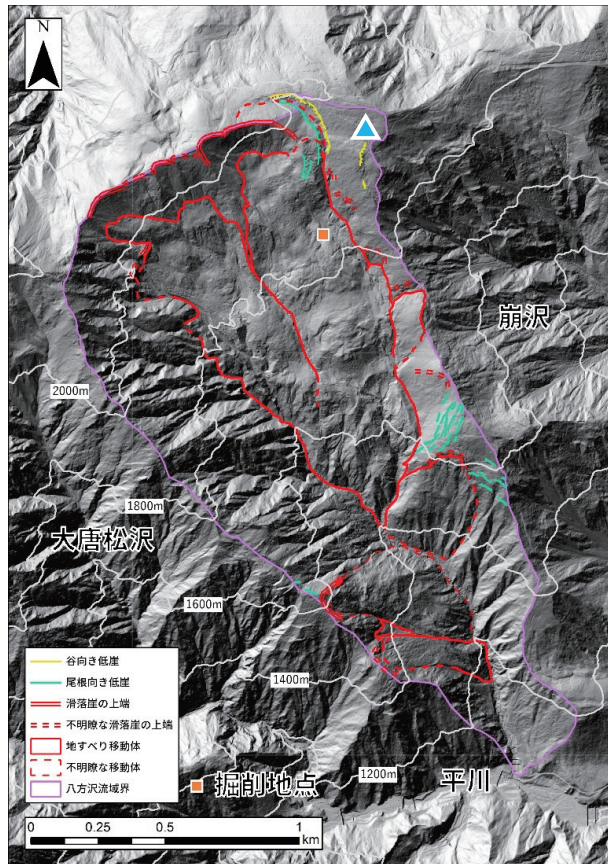 N
崩沢
2000m
1800m
大唐松沢
1600m
1400m
1200m
谷向き低崖
尾根向き低崖
滑落崖の上端
不明瞭な滑落崖の上端
地すべり移動体
不明瞭な移動体
八方沢流域界
掘削地点
平川
0 0.25 0.5 1
km